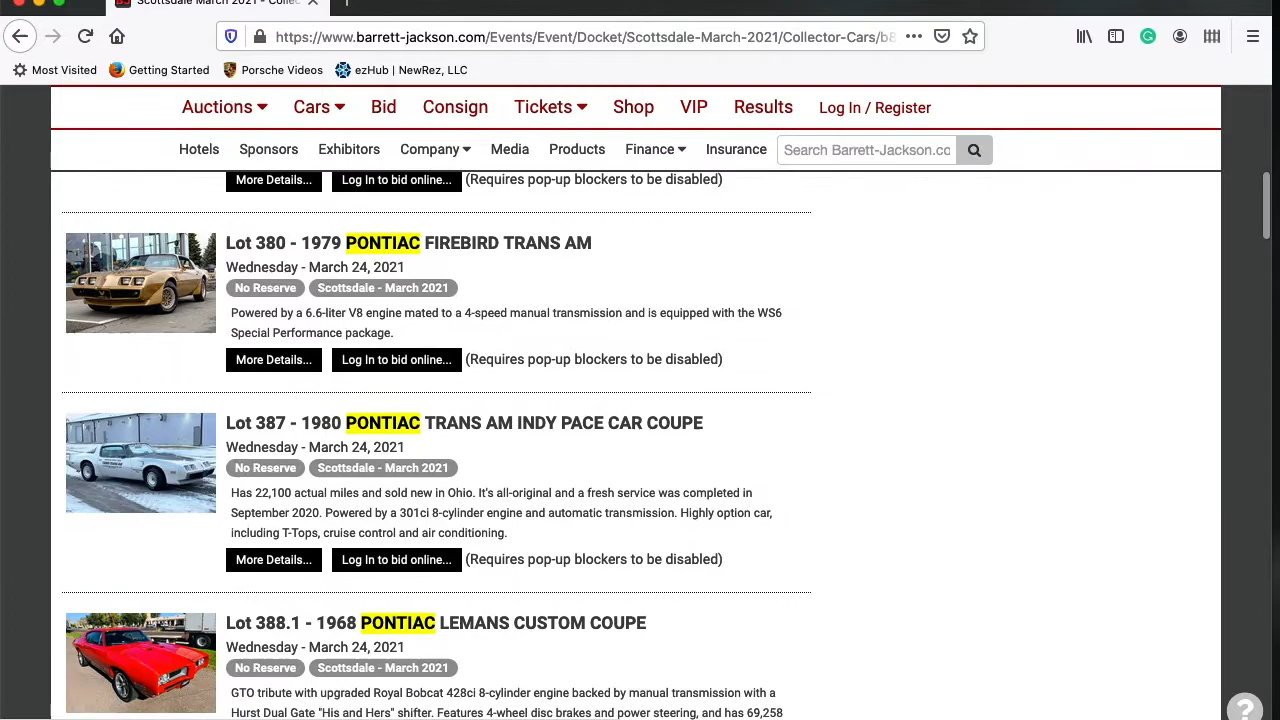 Scottsdale March 2021 - Collec
https://www.barrett-jackson.com/Events/Event/Docket/Scottsdale-March-2021/Collector-Cars/b8
Most Visited Getting Started Porsche Videos ezHub | NewRez, LLC
Auctions Cars Bid Consign Tickets Shop VIP Results Log In / Register
Hotels Sponsors Exhibitors Company Media Products Finance Insurance Search Barrett-Jackson.co
More Details... Log In to bid online... (Requires pop-up blockers to be disabled)
Lot 380 - 1979 PONTIAC FIREBIRD TRANS AM
Wednesday - March 24, 2021
No Reserve Scottsdale - March 2021
Powered by a 6.6-liter V8 engine mated to a 4-speed manual transmission and is equipped with the WS6
Special Performance package.
More Details... Log In to bid online... (Requires pop-up blockers to be disabled)
Lot 387 - 1980 PONTIAC TRANS AM INDY PACE CAR COUPE
Wednesday - March 24, 2021
No Reserve Scottsdale - March 2021
Has 22,100 actual miles and sold new in Ohio. It's all-original and a fresh service was completed in
September 2020. Powered by a 301ci 8-cylinder engine and automatic transmission. Highly option car,
including T-Tops, cruise control and air conditioning.
More Details... Log In to bid online... (Requires pop-up blockers to be disabled)
Lot 388.1 - 1968 PONTIAC LEMANS CUSTOM COUPE
Wednesday - March 24, 2021
No Reserve Scottsdale - March 2021
GTO tribute with upgraded Royal Bobcat 428ci 8-cylinder engine backed by manual transmission with a
Hurst Dual Gate "His and Hers" shifter. Features 4-wheel disc brakes and power steering, and has 69,258
?